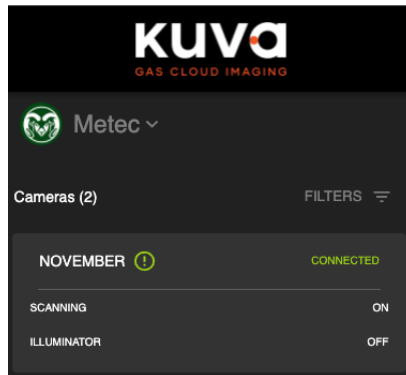 KUVA
GAS CLOUD IMAGING
Metec
Cameras (2)
FILTERS
NOVEMBER
CONNECTED
SCANNING
ON
ILLUMINATOR
OFF